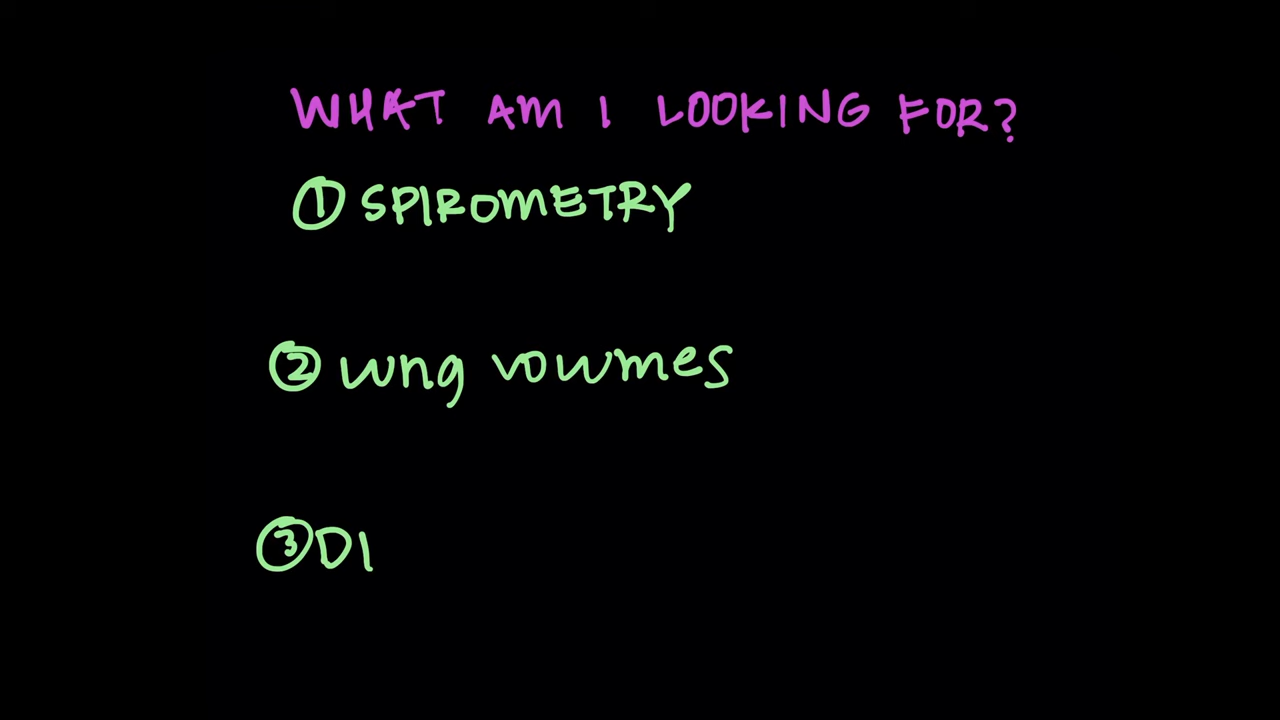 WHAT AM I LOOKING FOR?
① SPIROMETRY
② lung volumes
③ DI